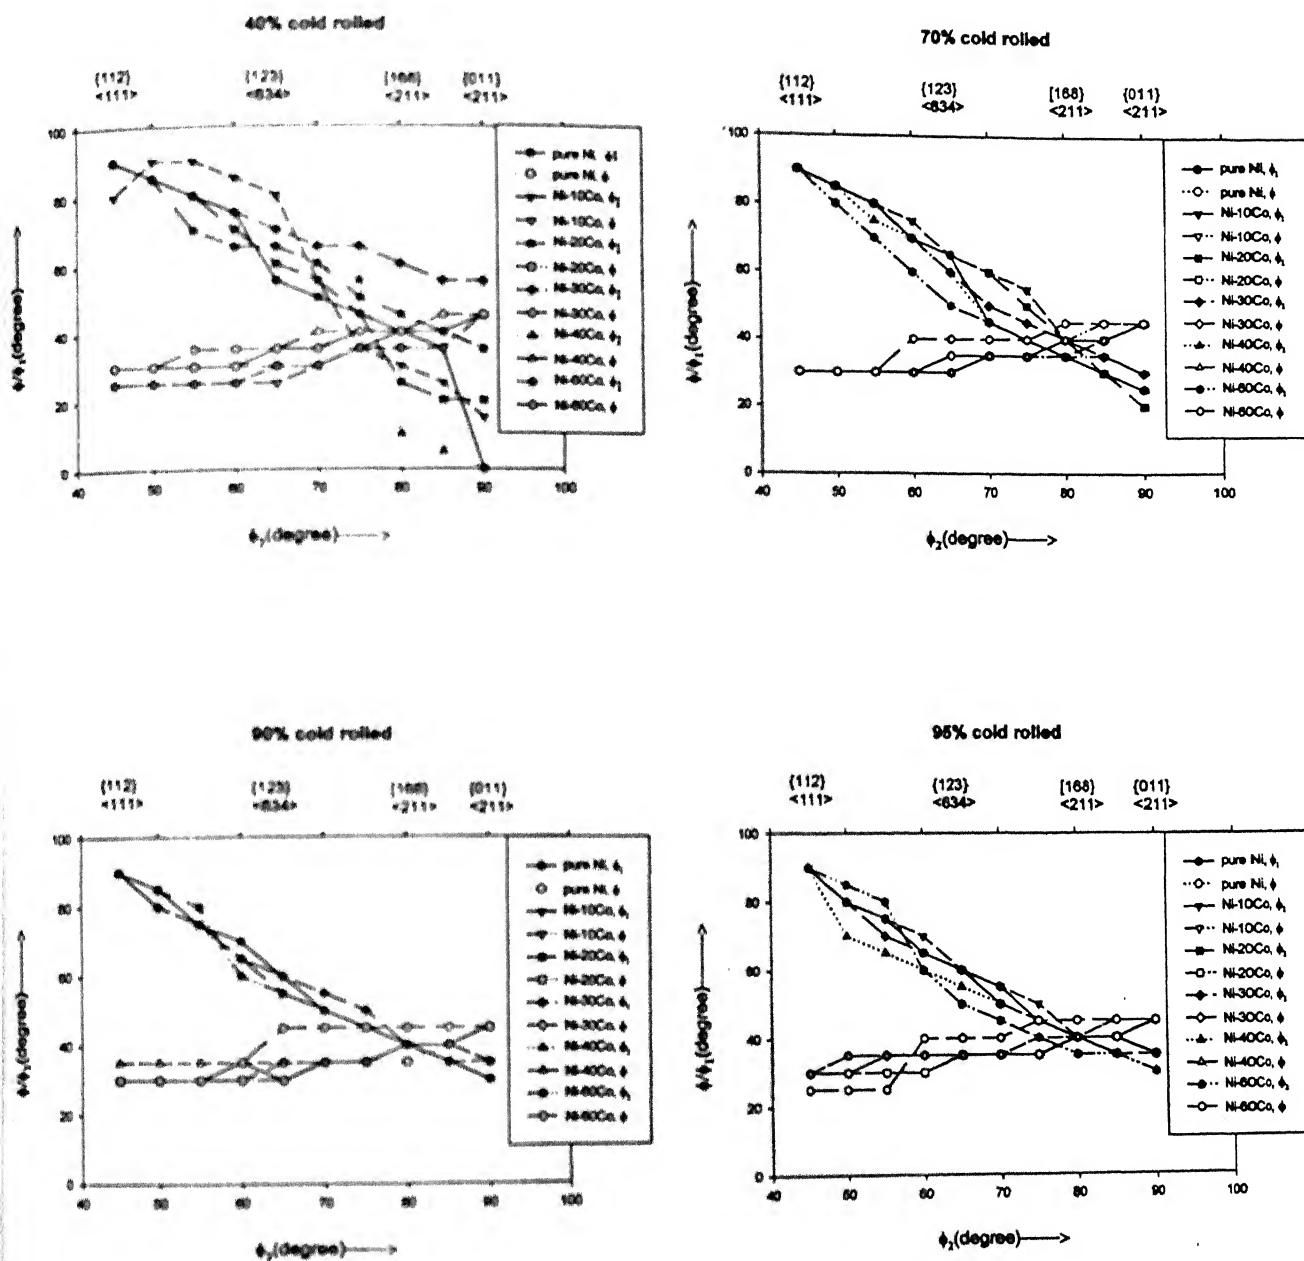 40% cold rolled
{112} {123} {168} {011}
<111> <634> <211> <211>
100
80
60
40
20
0
40 50 60 70 80 90 100
ϕ/ϕ₁(degree)
ϕ₂(degree)
pure Ni, ϕ1
pure Ni, ϕ
Ni-10Co, ϕ₁
Ni-10Co, ϕ
Ni-20Co, ϕ₁
Ni-20Co, ϕ
Ni-30Co, ϕ₁
Ni-30Co, ϕ
Ni-40Co, ϕ₁
Ni-40Co, ϕ
Ni-60Co, ϕ₁
Ni-60Co, ϕ
70% cold rolled
{112} {123} {168} {011}
<111> <634> <211> <211>
100
80
60
40
20
0
40 50 60 70 80 90 100
ϕ/ϕ₁(degree)
ϕ₂(degree)
pure Ni, ϕ₁
pure Ni, ϕ
Ni-10Co, ϕ₁
Ni-10Co, ϕ
Ni-20Co, ϕ₁
Ni-20Co, ϕ
Ni-30Co, ϕ₁
Ni-30Co, ϕ
Ni-40Co, ϕ₁
Ni-40Co, ϕ
Ni-60Co, ϕ₁
Ni-60Co, ϕ
90% cold rolled
{112} {123} {168} {011}
<111> <634> <211> <211>
100
80
60
40
20
0
40 50 60 70 80 90 100
ϕ/ϕ₁(degree)
ϕ₂(degree)
pure Ni, ϕ₁
pure Ni, ϕ
Ni-10Co, ϕ₁
Ni-10Co, ϕ
Ni-20Co, ϕ₁
Ni-20Co, ϕ
Ni-30Co, ϕ₁
Ni-30Co, ϕ
Ni-40Co, ϕ₁
Ni-40Co, ϕ
Ni-60Co, ϕ₁
Ni-60Co, ϕ
95% cold rolled
{112} {123} {168} {011}
<111> <634> <211> <211>
100
80
60
40
20
0
40 50 60 70 80 90 100
ϕ/ϕ₁(degree)
ϕ₂(degree)
pure Ni, ϕ₁
pure Ni, ϕ
Ni-10Co, ϕ₁
Ni-10Co, ϕ
Ni-20Co, ϕ₁
Ni-20Co, ϕ
Ni-30Co, ϕ₁
Ni-30Co, ϕ
Ni-40Co, ϕ₁
Ni-40Co, ϕ
Ni-60Co, ϕ₁
Ni-60Co, ϕ